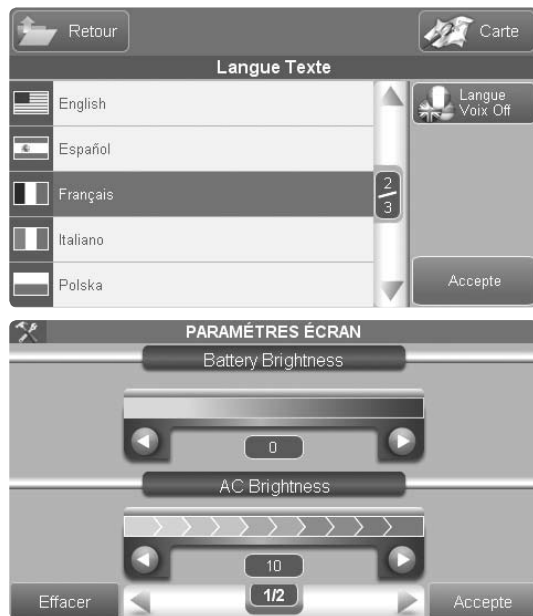 Retour
Carte
Langue Texte
English
Langue
Voix Off
Español
Français
2
3
Italiano
Polska
Accepte
PARAMÉTRES ÉCRAN
Battery Brightness
0
AC Brightness
10
Effacer
1/2
Accepte